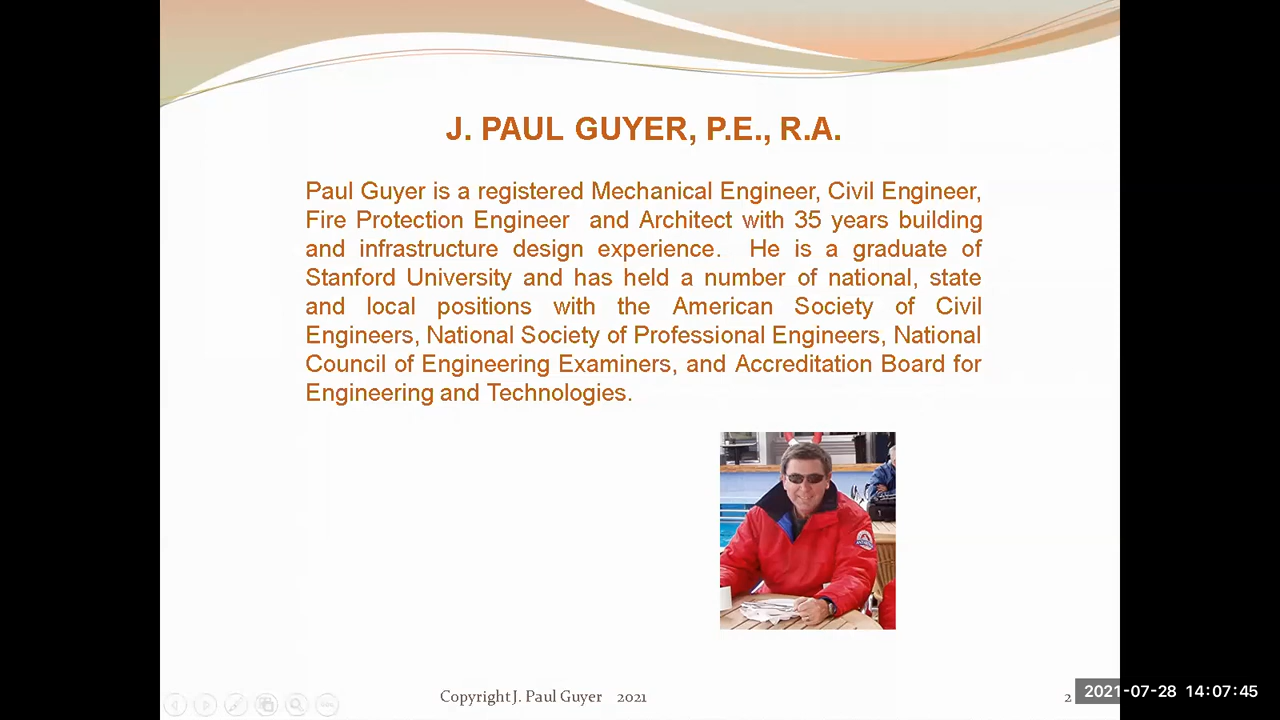 J. PAUL GUYER, P.E., R.A.
Paul Guyer is a registered Mechanical Engineer, Civil Engineer,
Fire Protection Engineer and Architect with 35 years building
and infrastructure design experience. He is a graduate of
Stanford University and has held a number of national, state
and local positions with the American Society of Civil
Engineers, National Society of Professional Engineers, National
Council of Engineering Examiners, and Accreditation Board for
Engineering and Technologies.
Copyright J. Paul Guyer 2021
2
2021-07-28 14:07:45